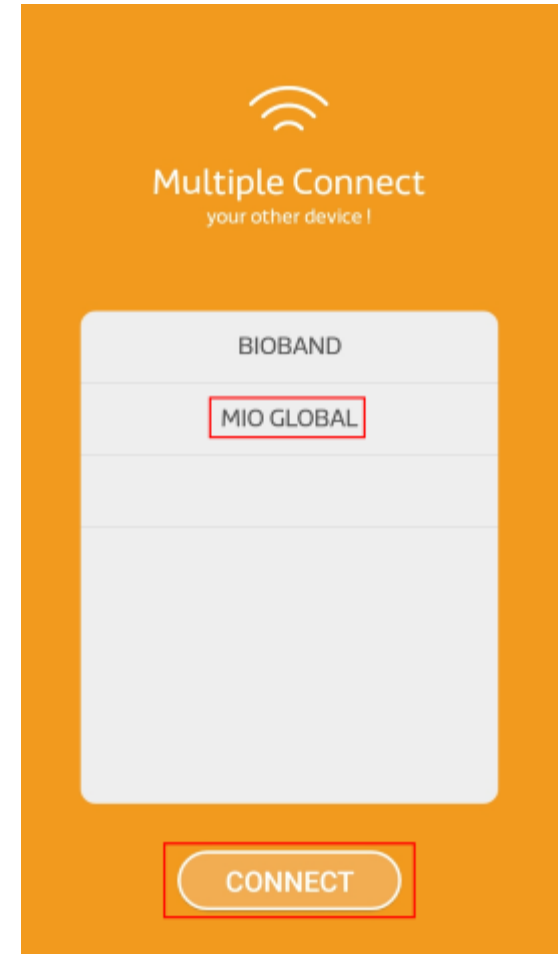 Multiple Connect
your other device !
BIOBAND
MIO GLOBAL
CONNECT